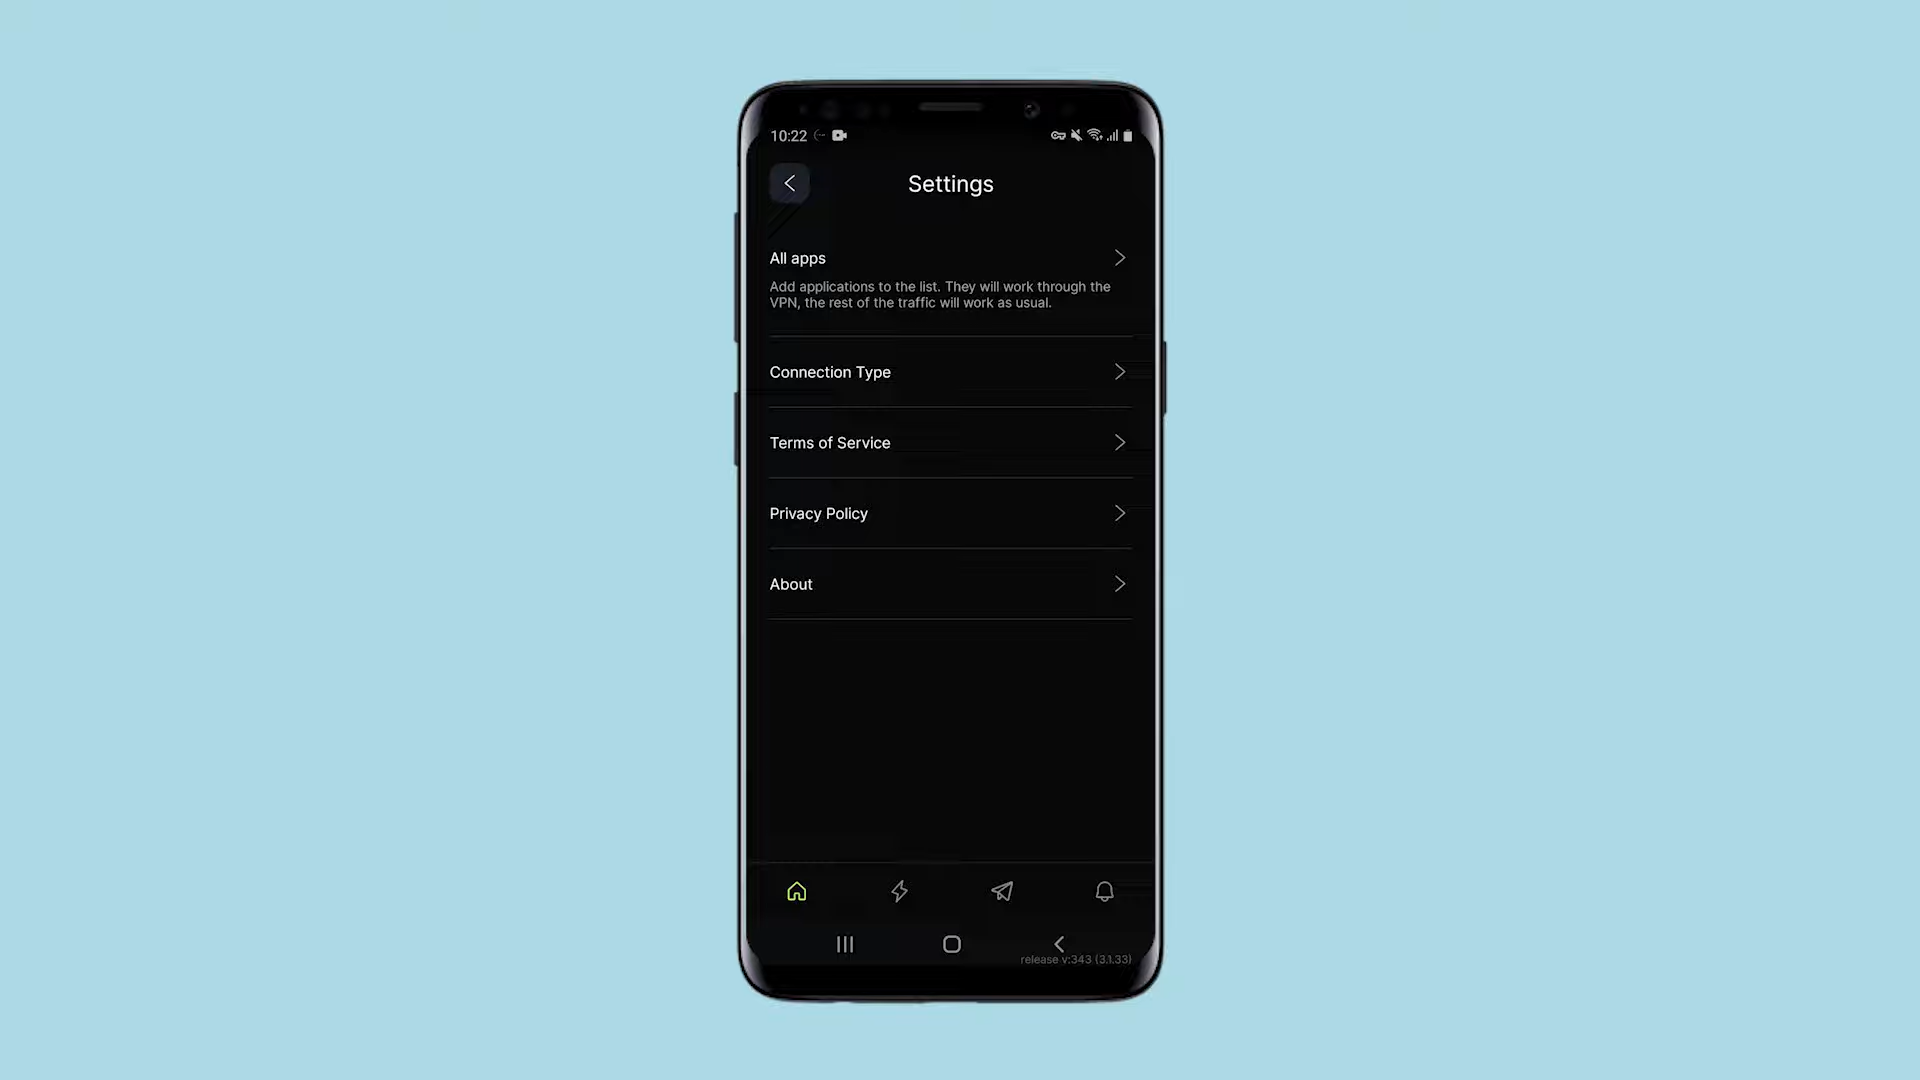 10:22
Settings
All apps
Add applications to the list. They will work through the
VPN, the rest of the traffic will work as usual.
Connection Type
Terms of Service
Privacy Policy
About
release v:343 (3.1.33)